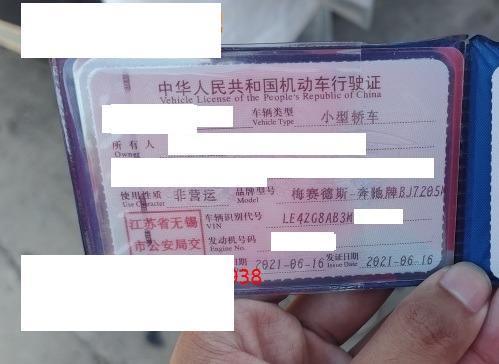 中华人民共和国机动车行驶证
Vehicle License of the People's Republic of China
车辆类型
Vehicle Type
小型轿车
所有人
Owner
使用性质
Use Character
非营运
品牌型号
Model
梅赛德斯-奔驰牌BJ7205
江苏省无锡
市公安局交
车辆识别代号
VIN
LE4ZG8AB3
发动机号码
Engine No.
日期
2021-06-16
发证日期
Issue Date
2021-06-16
38